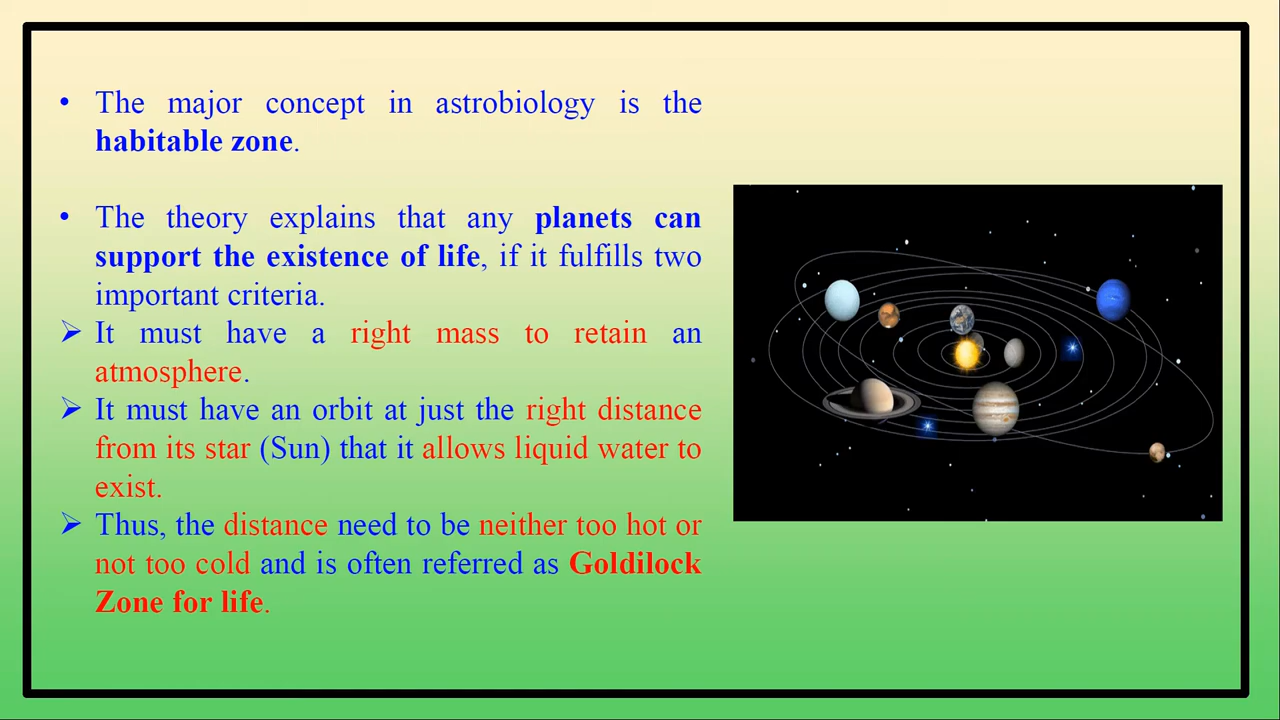 • The major concept in astrobiology is the
habitable zone.
• The theory explains that any planets can
support the existence of life, if it fulfills two
important criteria.
➢ It must have a right mass to retain an
atmosphere.
➢ It must have an orbit at just the right distance
from its star (Sun) that it allows liquid water to
exist.
➢ Thus, the distance need to be neither too hot or
not too cold and is often referred as Goldilock
Zone for life.